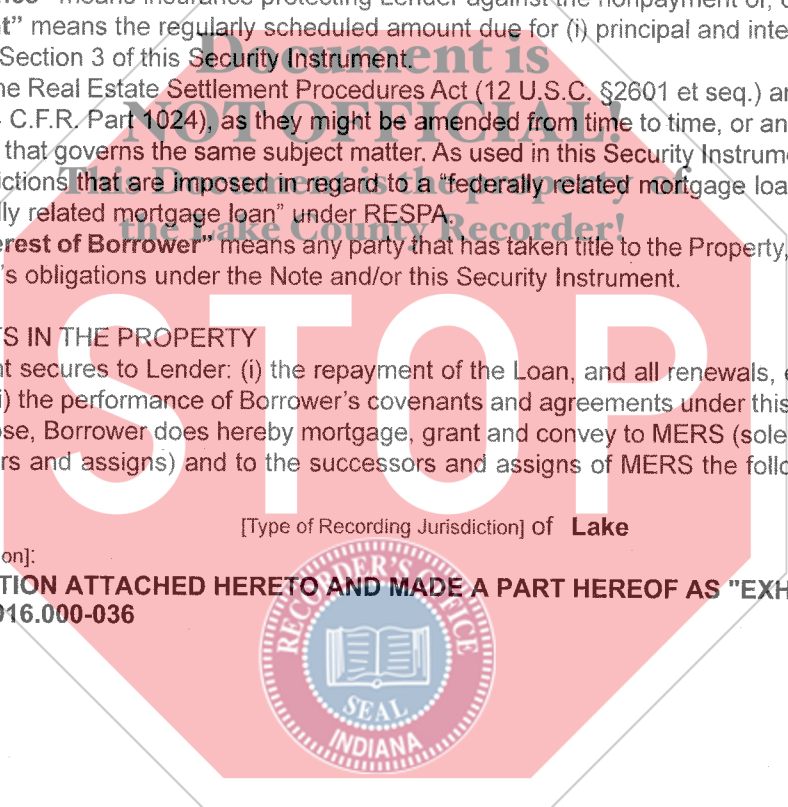 means insurance protecting Lender against the nonpayment of, o
t" means the regularly scheduled amount due for (i) principal and inte
Section 3 of this Security Instrument.
Document is
ne Real Estate Settlement Procedures Act (12 U.S.C. §2601 et seq.) an
C.F.R. Part 1024), as they might be amended from time to time, or an
NOT OFFICIAL!
that governs the same subject matter. As used in this Security Instrume
ictions that are imposed in regard to a "federally related mortgage loa
This Document is the property of
lly related mortgage loan" under RESPA.
the Lake County Recorder!
erest of Borrower" means any party that has taken title to the Property,
's obligations under the Note and/or this Security Instrument.
S IN THE PROPERTY
nt secures to Lender: (i) the repayment of the Loan, and all renewals, e
i) the performance of Borrower's covenants and agreements under this
ose, Borrower does hereby mortgage, grant and convey to MERS (sole
rs and assigns) and to the successors and assigns of MERS the follo
STOP
[Type of Recording Jurisdiction] of Lake
on]:
TION ATTACHED HERETO AND MADE A PART HEREOF AS "EXH
016.000-036
RECORDER'S OFFICE
SEAL
INDIANA